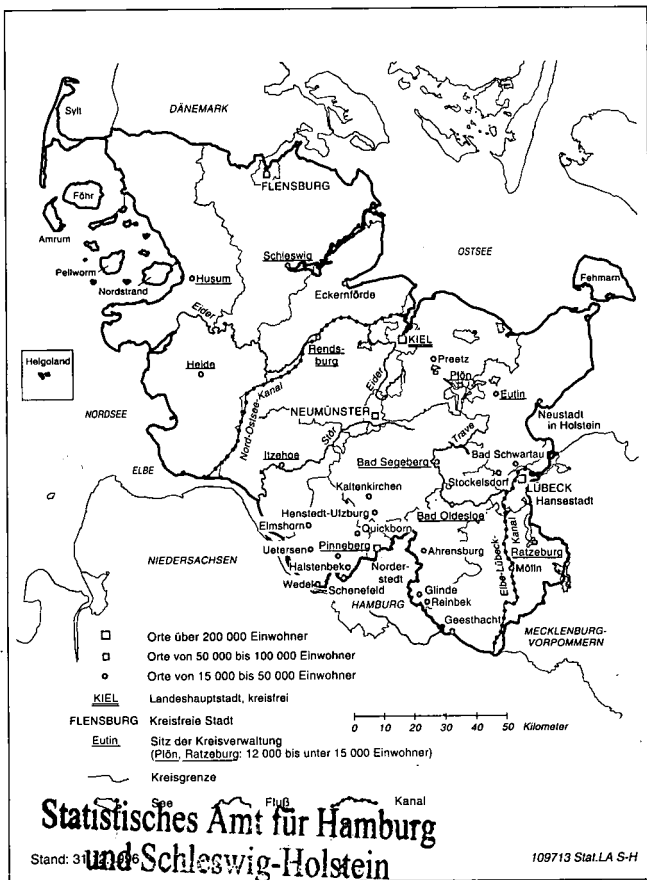 Sylt
DÄNEMARK
FLENSBURG
Föhr
Amrum
Schleswig
OSTSEE
Pellworm
Nordstrand
Husum
Eckernförde
Fehmarn
Eider
KIEL
Rends-
burg
Preetz
Heide
Helgoland
Eider
Plön
Eutin
Nord-Ostsee-Kanal
NORDSEE
NEUMÜNSTER
Neustadt
in Holstein
Stör
Trave
ELBE
Itzehoe
Bad Segeberg
Bad Schwartau
Stockelsdorf
LÜBECK
Hansestadt
Kaltenkirchen
Henstedt-Ulzburg
Bad Oldesloe
Elmshorn
Quickborn
Elbe-Lübeck-
Kanal
Ratzeburg
NIEDERSACHSEN
Uetersen
Pinneberg
Ahrensburg
Mölln
Halstenbek
Norder-
stedt
Wedel
Schenefeld
HAMBURG
Glinde
Reinbek
Geesthacht
MECKLENBURG-
VORPOMMERN
Orte über 200 000 Einwohner
Orte von 50 000 bis 100 000 Einwohner
Orte von 15 000 bis 50 000 Einwohner
KIEL Landeshauptstadt, kreisfrei
FLENSBURG Kreisfreie Stadt
0 10 20 30 40 50 Kilometer
Eutin Sitz der Kreisverwaltung
(Plön, Ratzeburg: 12 000 bis unter 15 000 Einwohner)
Kreisgrenze
See Fluß Kanal
Statistisches Amt für Hamburg
und Schleswig-Holstein
Stand: 31.12.1996
109713 Stat.LA S-H